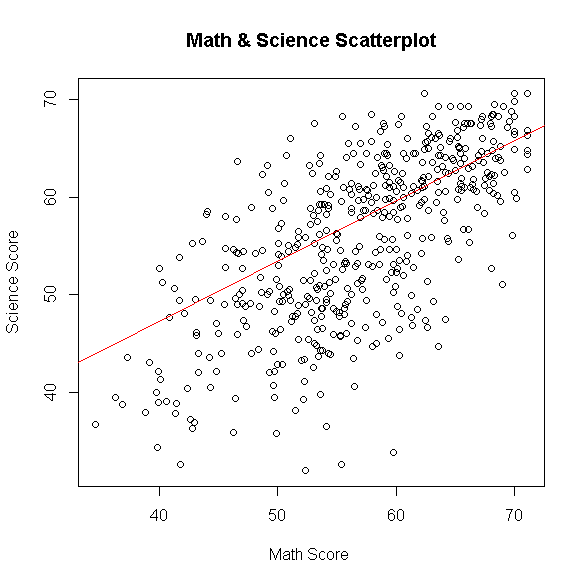 Math & Science Scatterplot
70
60
50
40
Science Score
40 50 60 70
Math Score